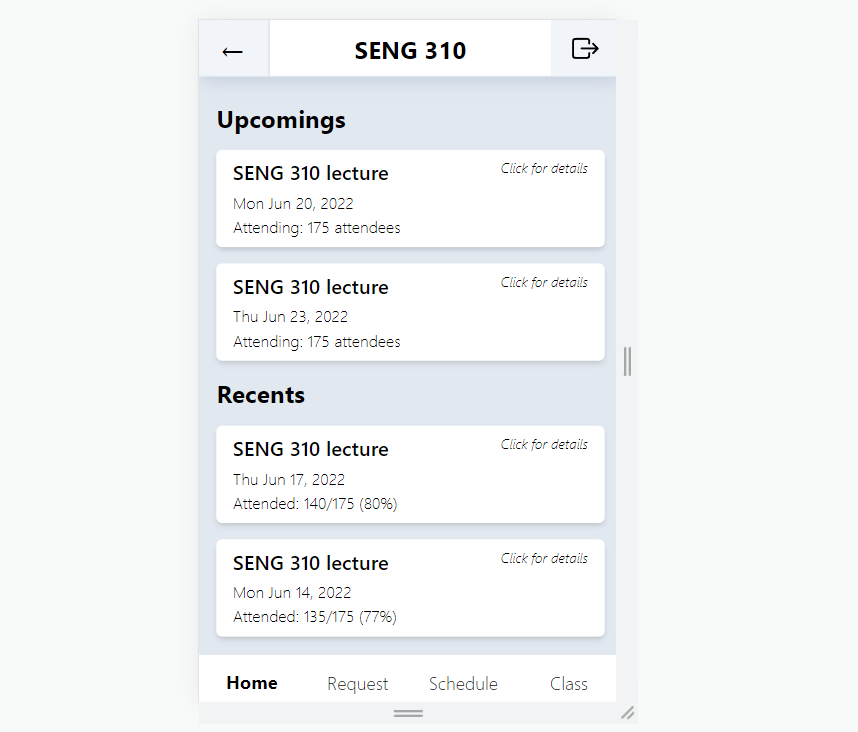 ← SENG 310
Upcomings
SENG 310 lecture Click for details
Mon Jun 20, 2022
Attending: 175 attendees
SENG 310 lecture Click for details
Thu Jun 23, 2022
Attending: 175 attendees
Recents
SENG 310 lecture Click for details
Thu Jun 17, 2022
Attended: 140/175 (80%)
SENG 310 lecture Click for details
Mon Jun 14, 2022
Attended: 135/175 (77%)
Home Request Schedule Class